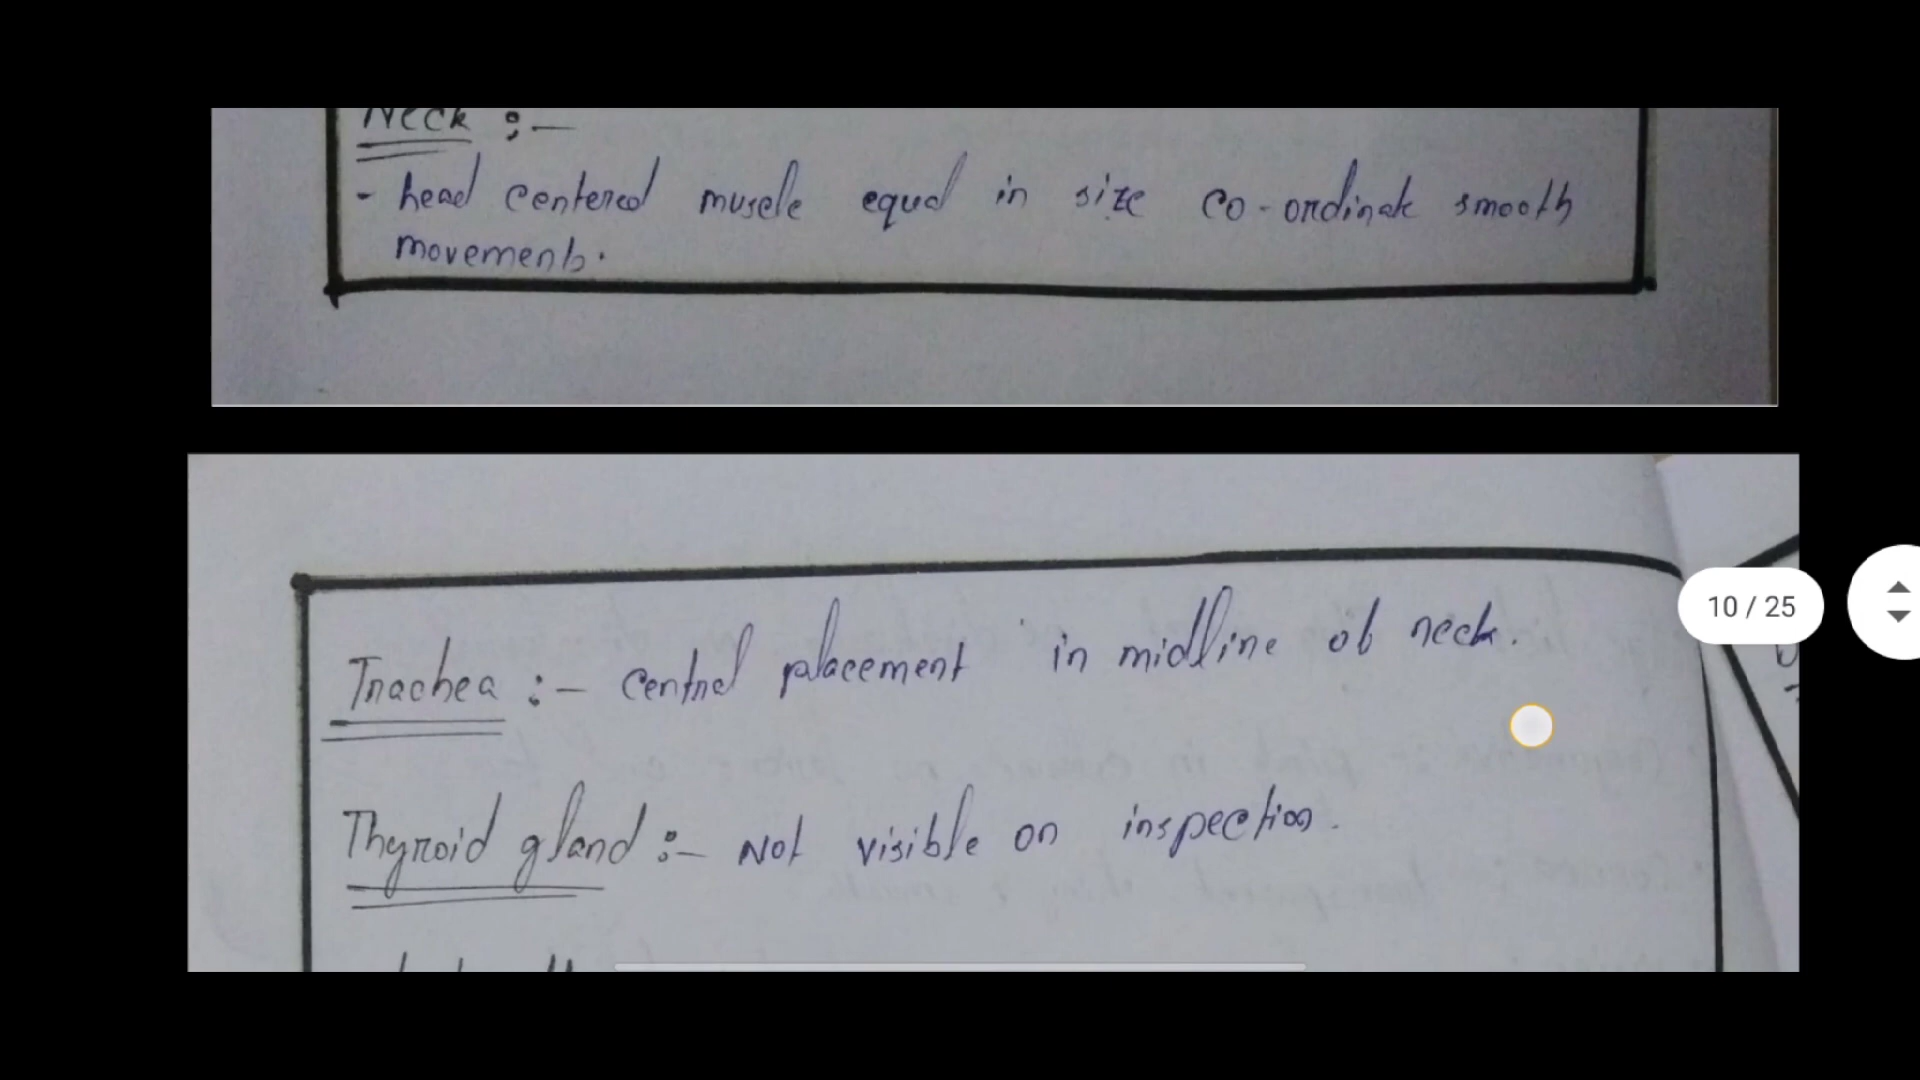 Neck :-
- head centered muscle equal in size co-ordinate smooth
movements.
Trachea :- central placement in midline of neck.
10 / 25
Thyroid gland :- Not visible on inspection.